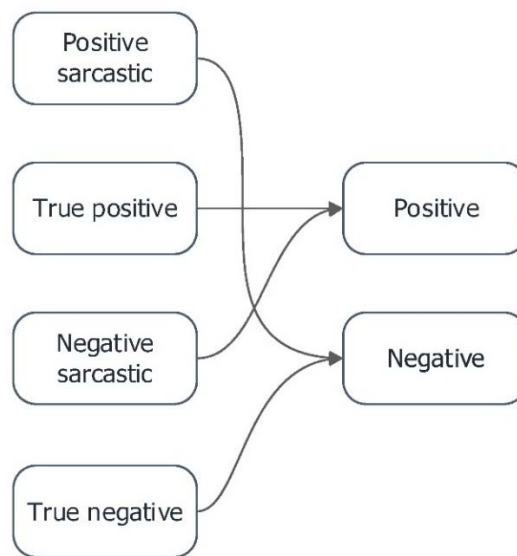 Positive
sarcastic
True positive
Positive
Negative
sarcastic
Negative
True negative